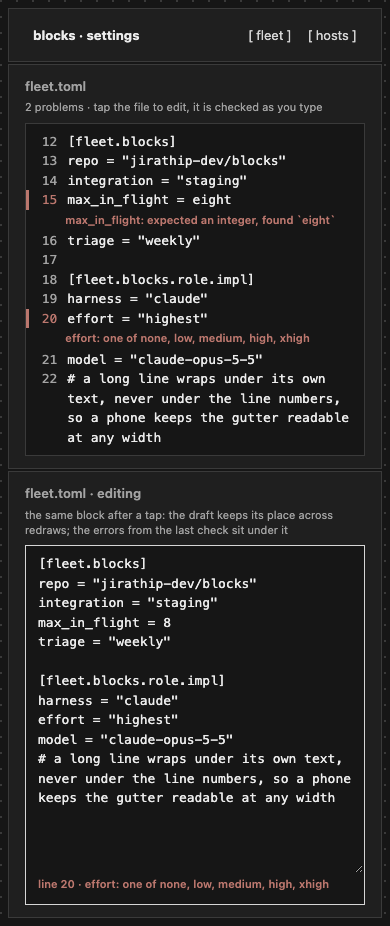 blocks · settings [ fleet ] [ hosts ]
fleet.toml
2 problems · tap the file to edit, it is checked as you type
12 [fleet.blocks]
13 repo = "jirathip-dev/blocks"
14 integration = "staging"
15 max_in_flight = eight
max_in_flight: expected an integer, found `eight`
16 triage = "weekly"
17
18 [fleet.blocks.role.impl]
19 harness = "claude"
20 effort = "highest"
effort: one of none, low, medium, high, xhigh
21 model = "claude-opus-5-5"
22 # a long line wraps under its own
text, never under the line numbers,
so a phone keeps the gutter readable
at any width
fleet.toml · editing
the same block after a tap: the draft keeps its place across
redraws; the errors from the last check sit under it
[fleet.blocks]
repo = "jirathip-dev/blocks"
integration = "staging"
max_in_flight = 8
triage = "weekly"
[fleet.blocks.role.impl]
harness = "claude"
effort = "highest"
model = "claude-opus-5-5"
# a long line wraps under its own text,
never under the line numbers, so a phone
keeps the gutter readable at any width
line 20 · effort: one of none, low, medium, high, xhigh